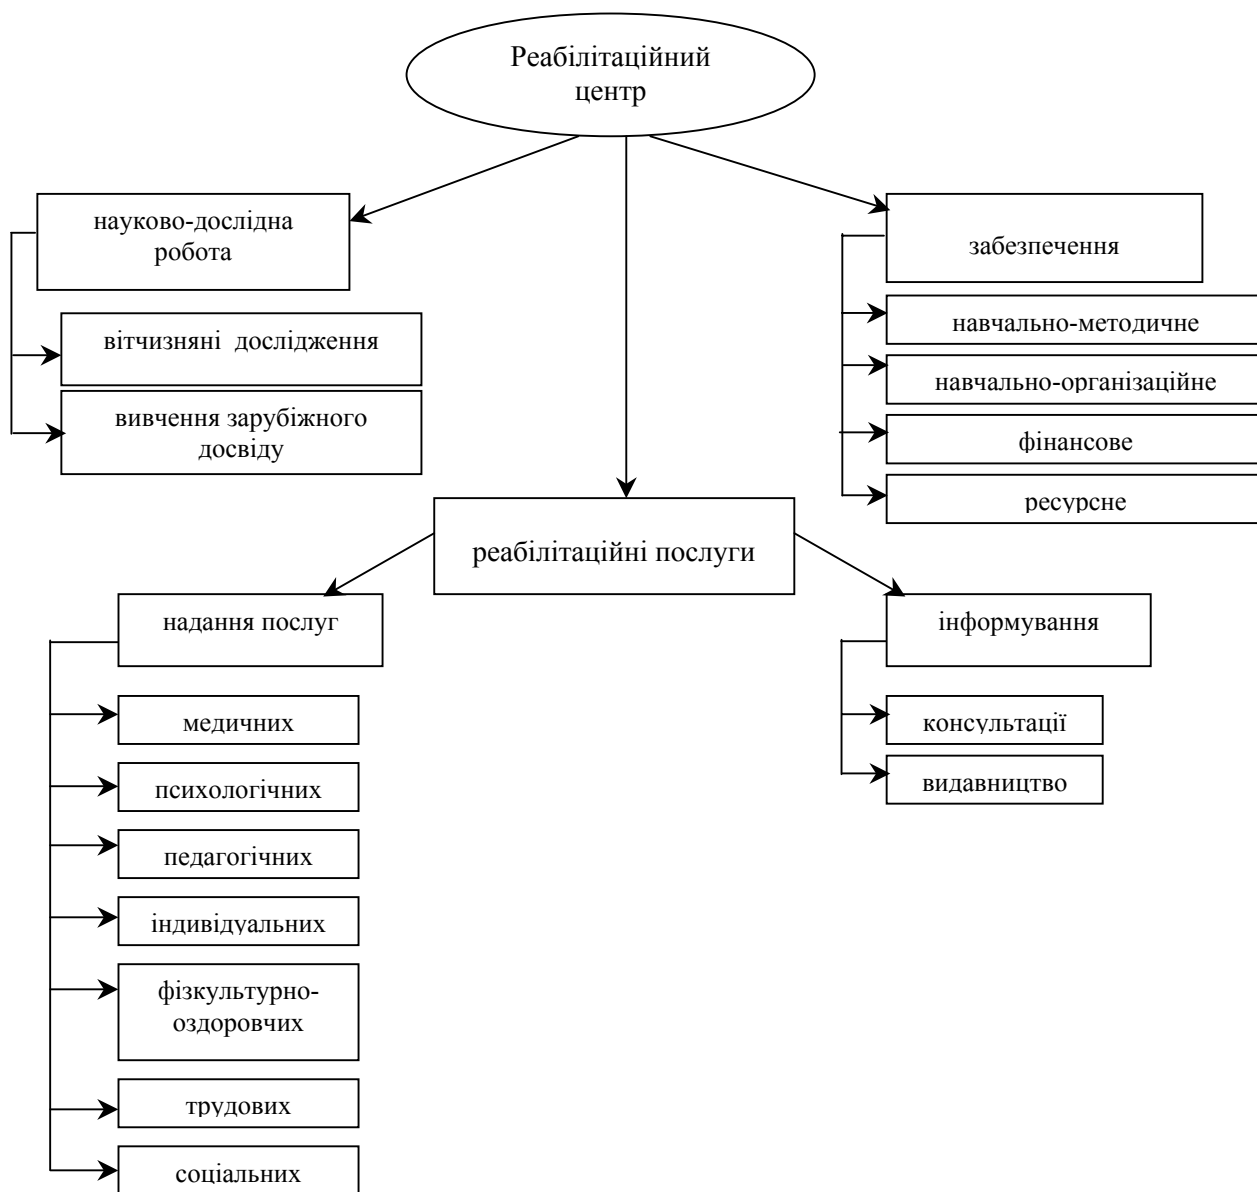 Реабілітаційний
центр
науково-дослідна
робота
вітчизняні дослідження
вивчення зарубіжного
досвіду
забезпечення
навчально-методичне
навчально-організаційне
фінансове
ресурсне
реабілітаційні послуги
надання послуг
медичних
психологічних
педагогічних
індивідуальних
фізкультурно-
оздоровчих
трудових
соціальних
інформування
консультації
видавництво